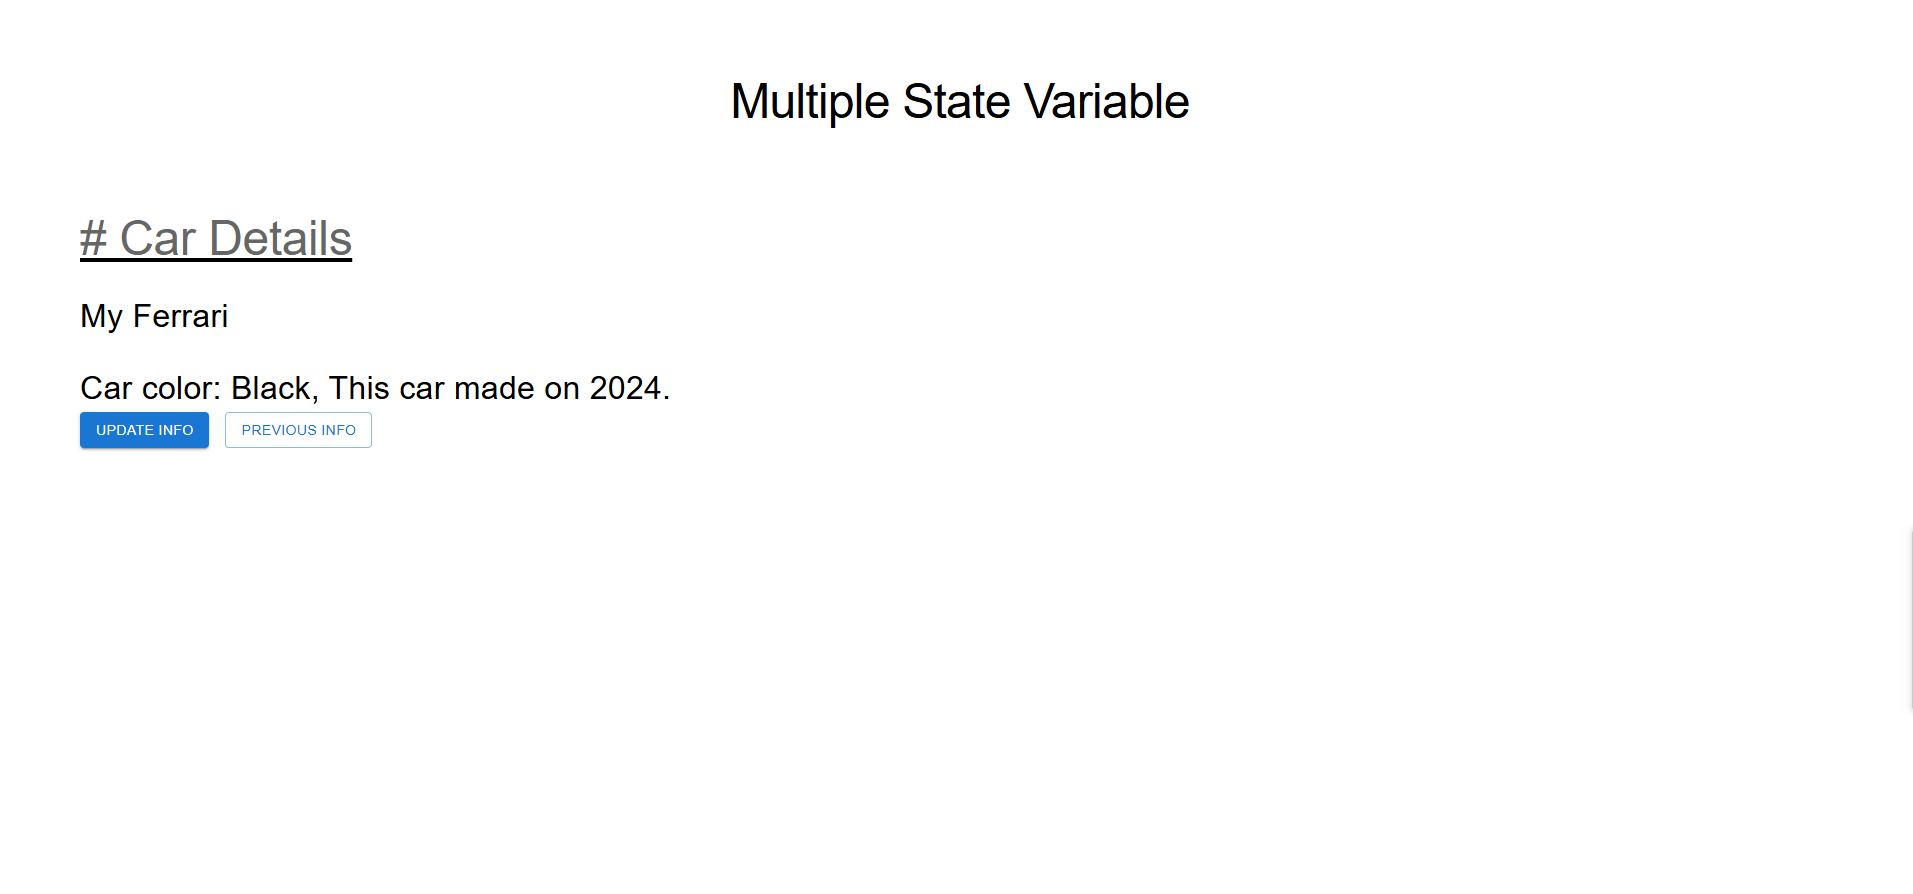 Multiple State Variable
# Car Details
My Ferrari
Car color: Black, This car made on 2024.
UPDATE INFO PREVIOUS INFO